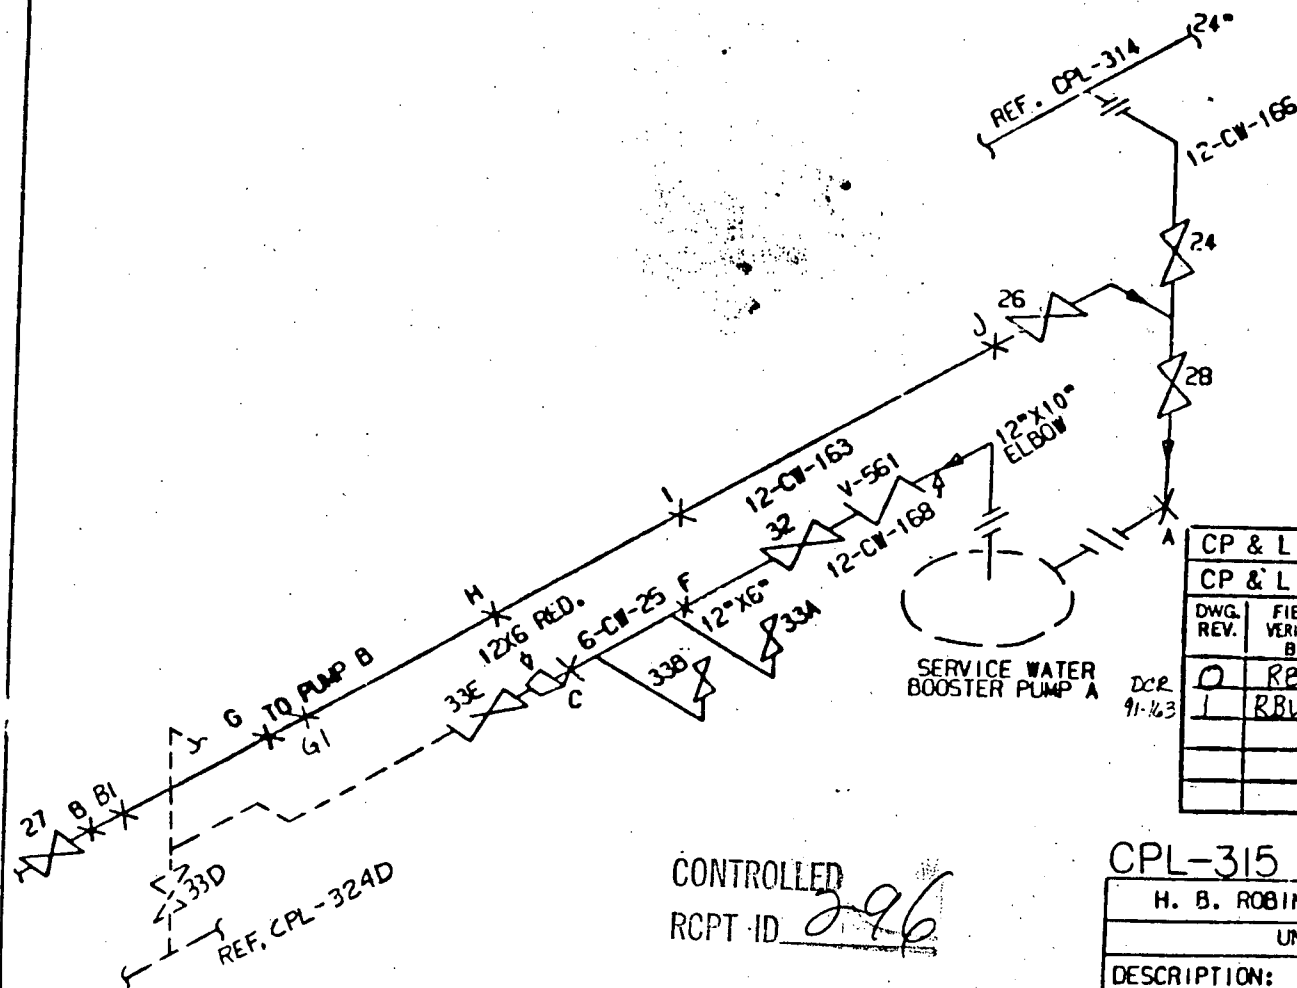 24"
REF. CPL-314
12-CW-166
24
26
J
28
12"X10"
ELBOW
12-CW-163
V-561
I
32
12-CW-168
A
H
12X6 RED.
6-CW-25
F
12"X6"
33A
33B
33E
C
TO PUMP B
G
G1
SERVICE WATER
BOOSTER PUMP A
27
B
B1
33D
REF. CPL-324D
CP & L
CP & L
DWG.
REV.
DCR
91-163
0
1
CONTROLLED
RCPT ID 296
CPL-315
UN
DESCRIPTION: